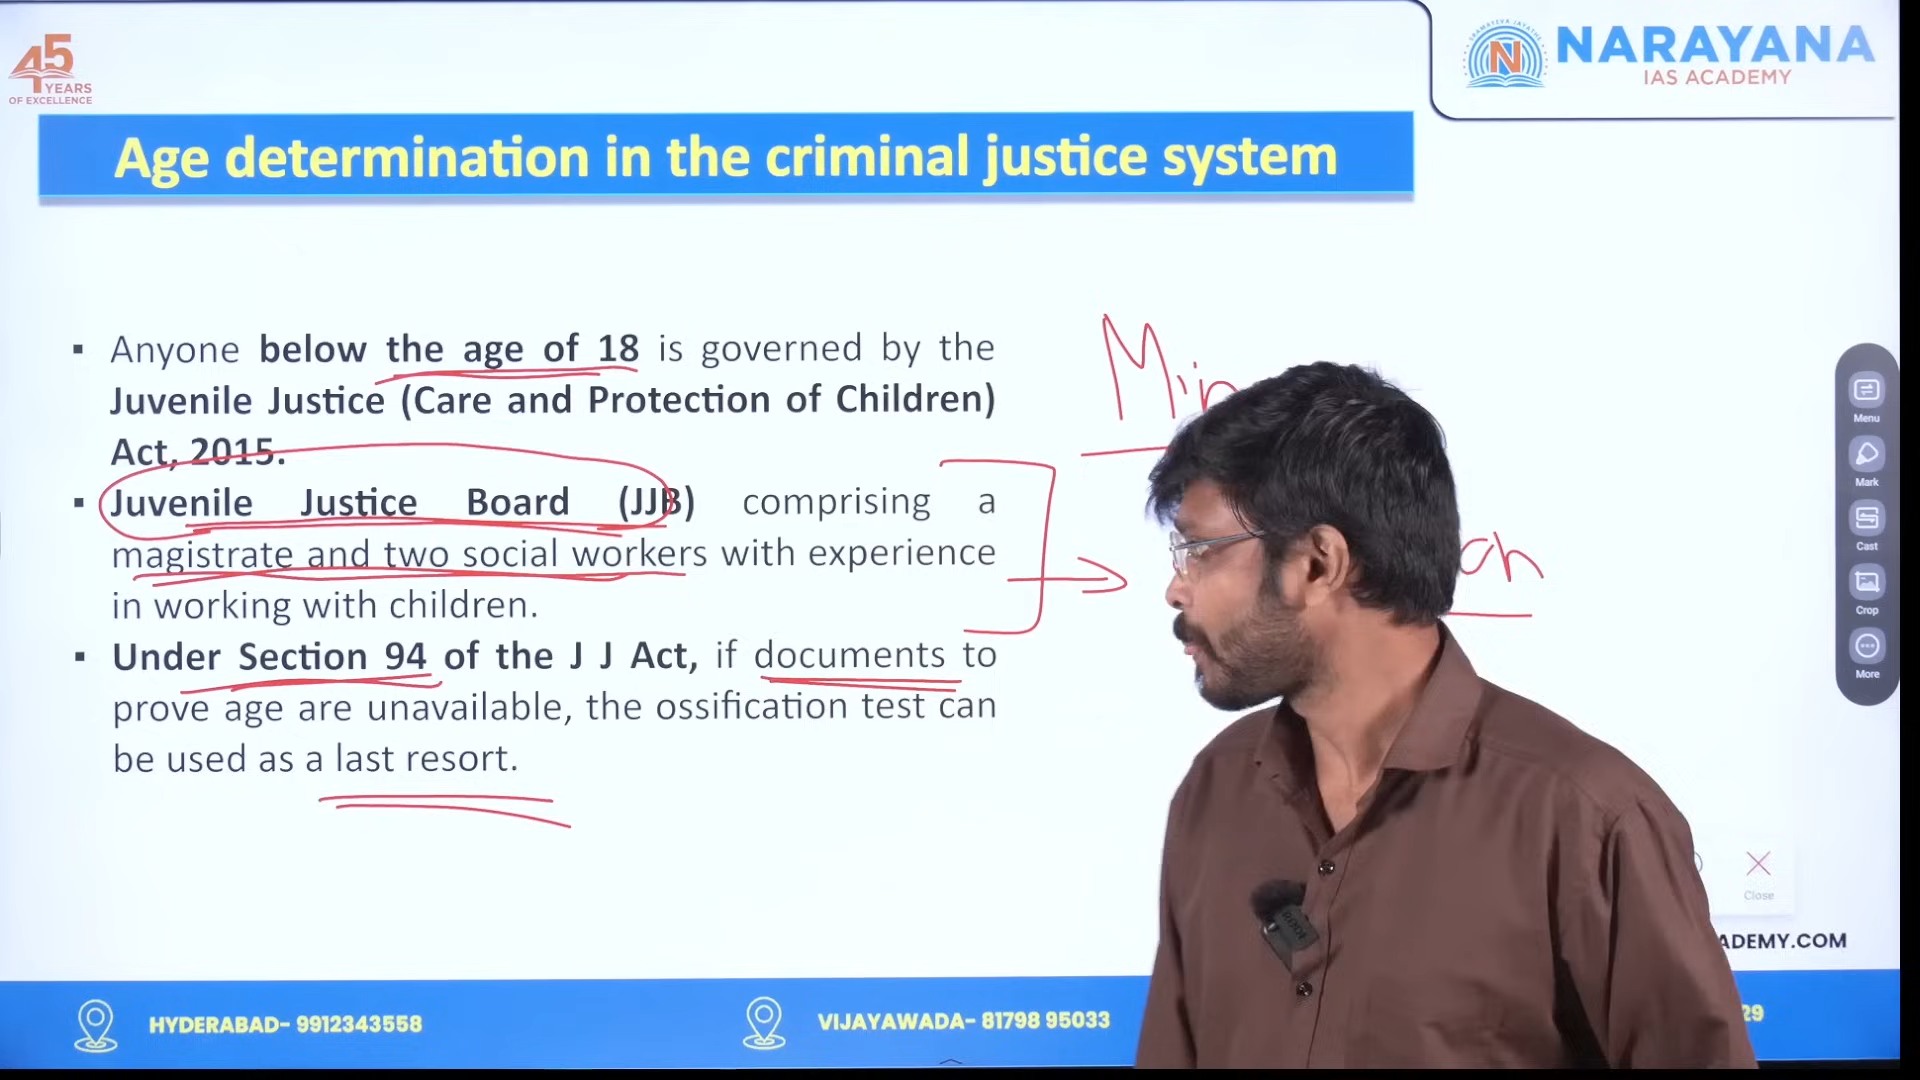 45
YEARS
OF EXCELLENCE
NARAYANA
IAS ACADEMY
Age determination in the criminal justice system
▪ Anyone below the age of 18 is governed by the
Juvenile Justice (Care and Protection of Children)
Act, 2015.
▪ Juvenile Justice Board (JJB) comprising a
magistrate and two social workers with experience
in working with children.
▪ Under Section 94 of the J J Act, if documents to
prove age are unavailable, the ossification test can
be used as a last resort.
Menu
Mark
Cast
Crop
More
Close
ADEMY.COM
HYDERABAD- 9912343558
VIJAYAWADA- 81798 95033
29